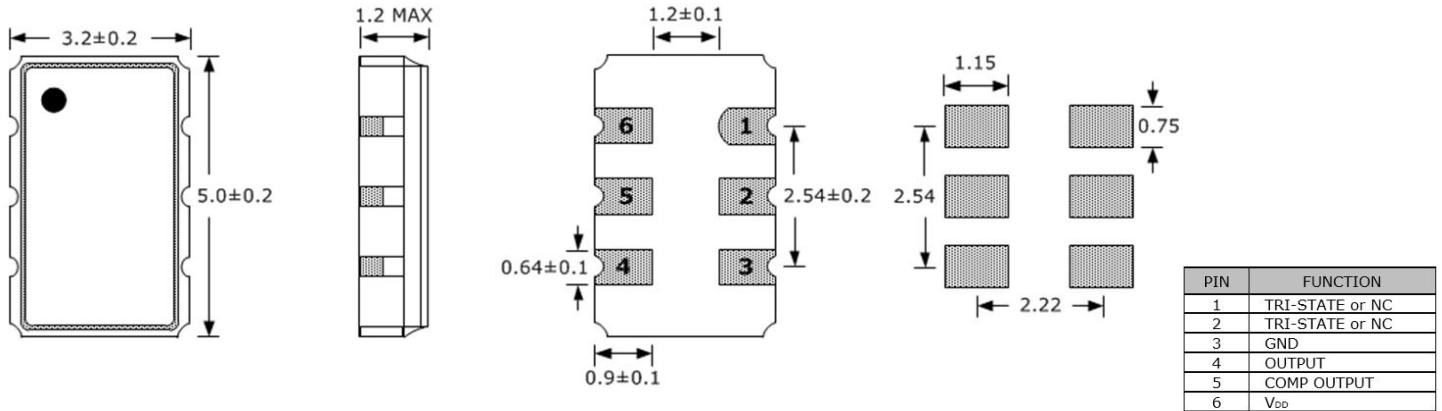 3.2±0.2
5.0±0.2
1.2 MAX
1.2±0.1
6
1
5
2
4
3
2.54±0.2
0.64±0.1
0.9±0.1
1.15
0.75
2.54
2.22
PIN FUNCTION
1 TRI-STATE or NC
2 TRI-STATE or NC
3 GND
4 OUTPUT
5 COMP OUTPUT
6 VDD